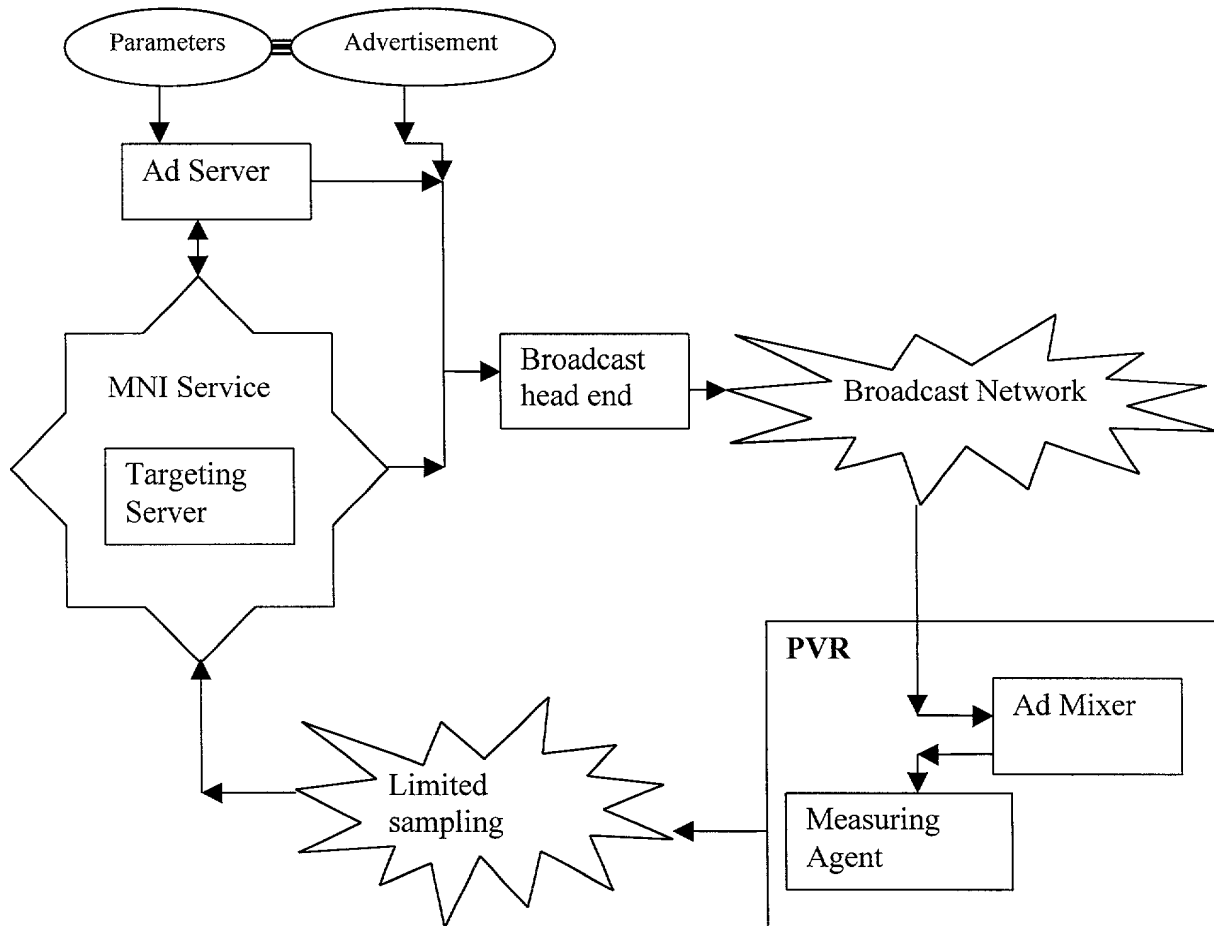 Parameters
Advertisement
Ad Server
MNI Service
Targeting
Server
Broadcast
head end
Broadcast Network
PVR
Ad Mixer
Measuring
Agent
Limited
sampling